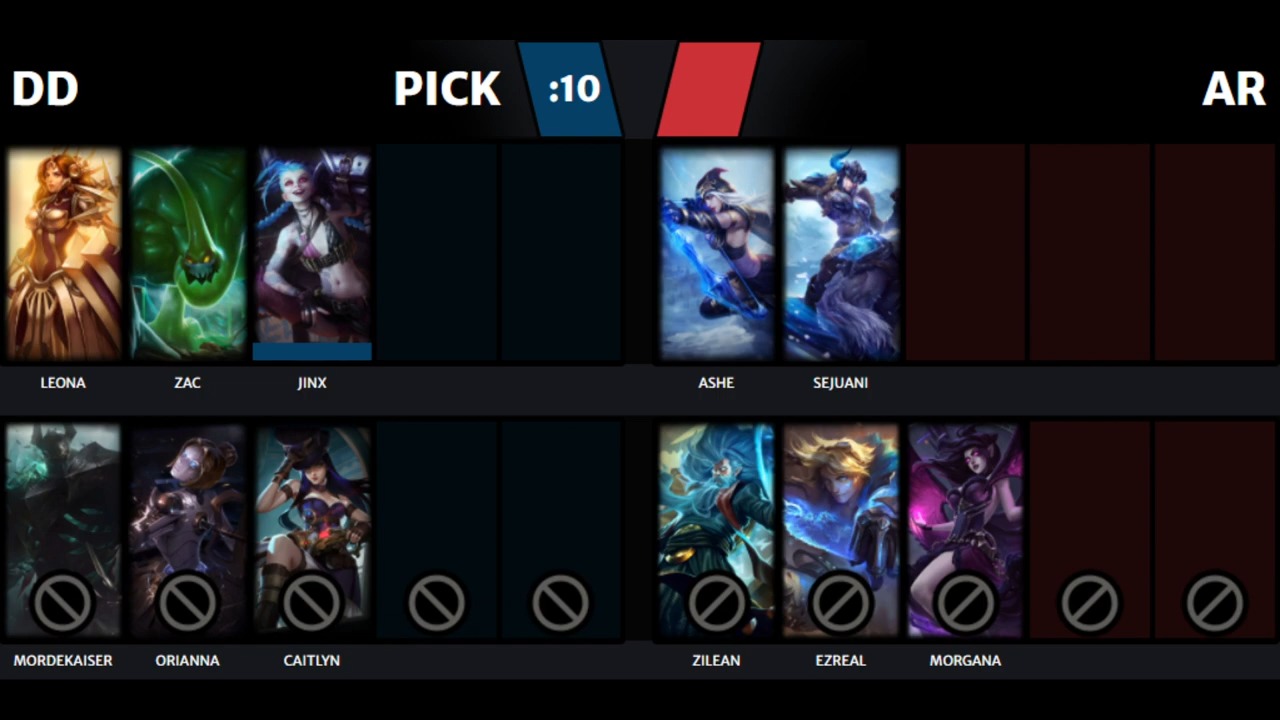 DD PICK :10 AR
LEONA ZAC JINX ASHE SEJUANI
MORDEKAISER ORIANNA CAITLYN ZILEAN EZREAL MORGANA